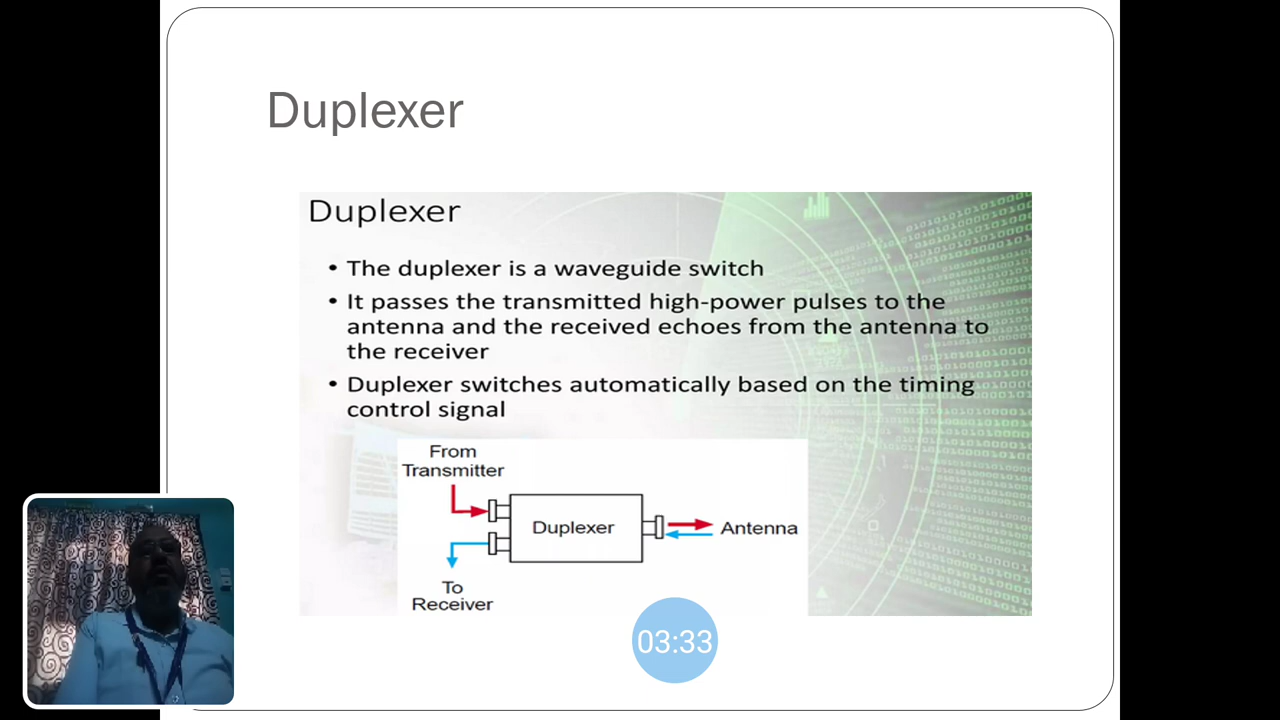 Duplexer
Duplexer
• The duplexer is a waveguide switch
• It passes the transmitted high-power pulses to the
antenna and the received echoes from the antenna to
the receiver
• Duplexer switches automatically based on the timing
control signal
From
Transmitter
Duplexer
Antenna
To
Receiver
03:33